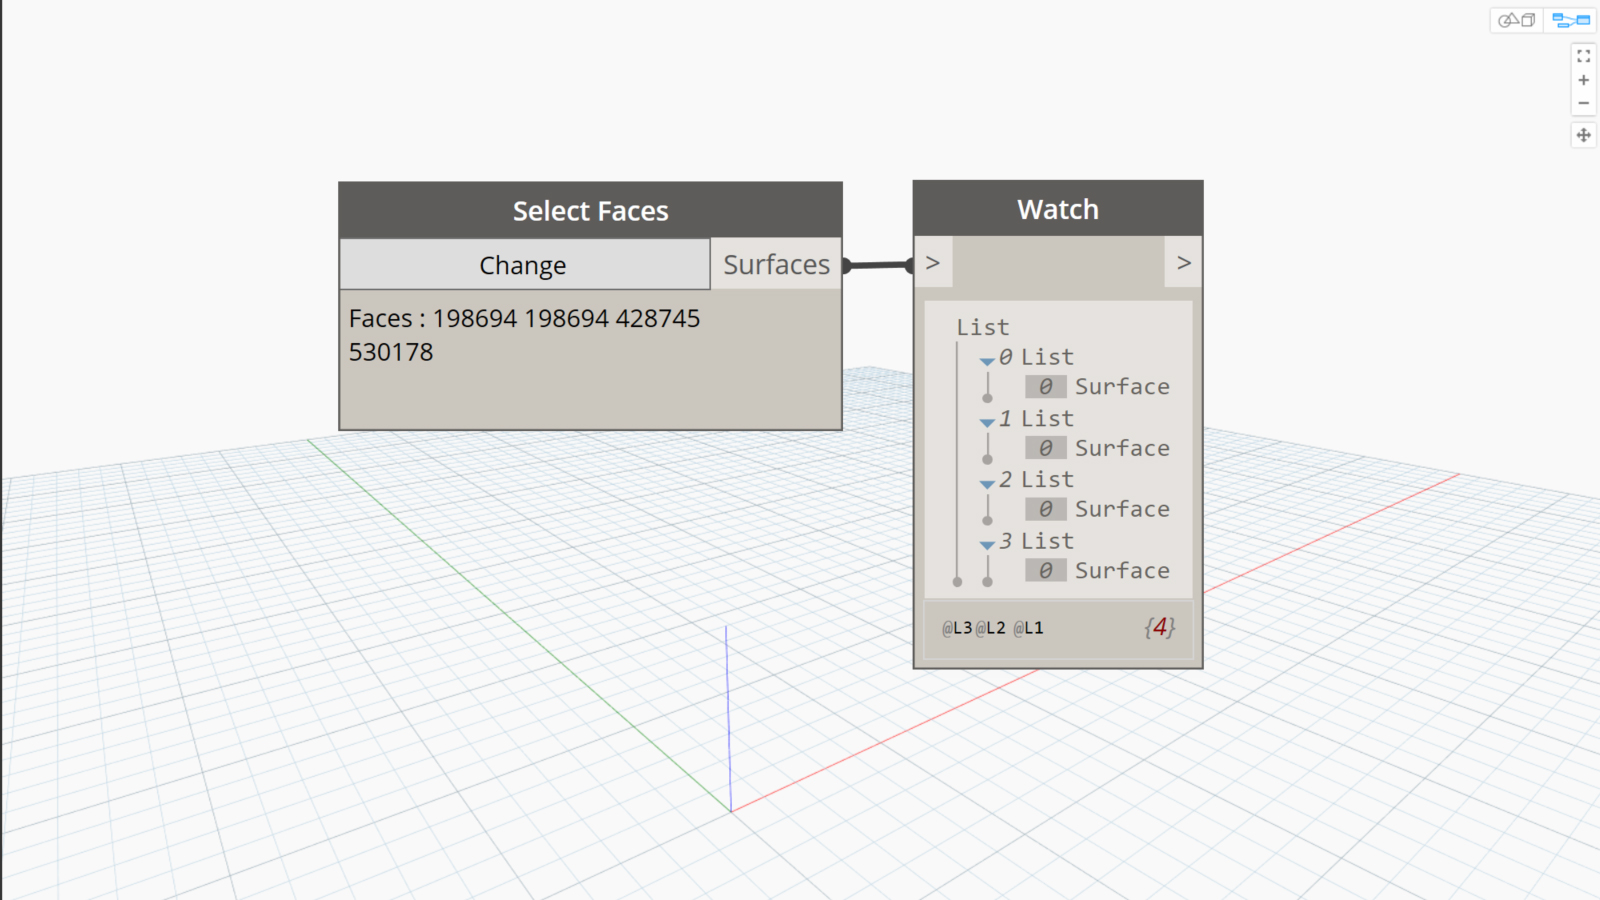 Select Faces
Change
Surfaces
Faces : 198694 198694 428745
530178
Watch
>
>
List
0 List
0 Surface
1 List
0 Surface
2 List
0 Surface
3 List
0 Surface
@L3 @L2 @L1 {4}